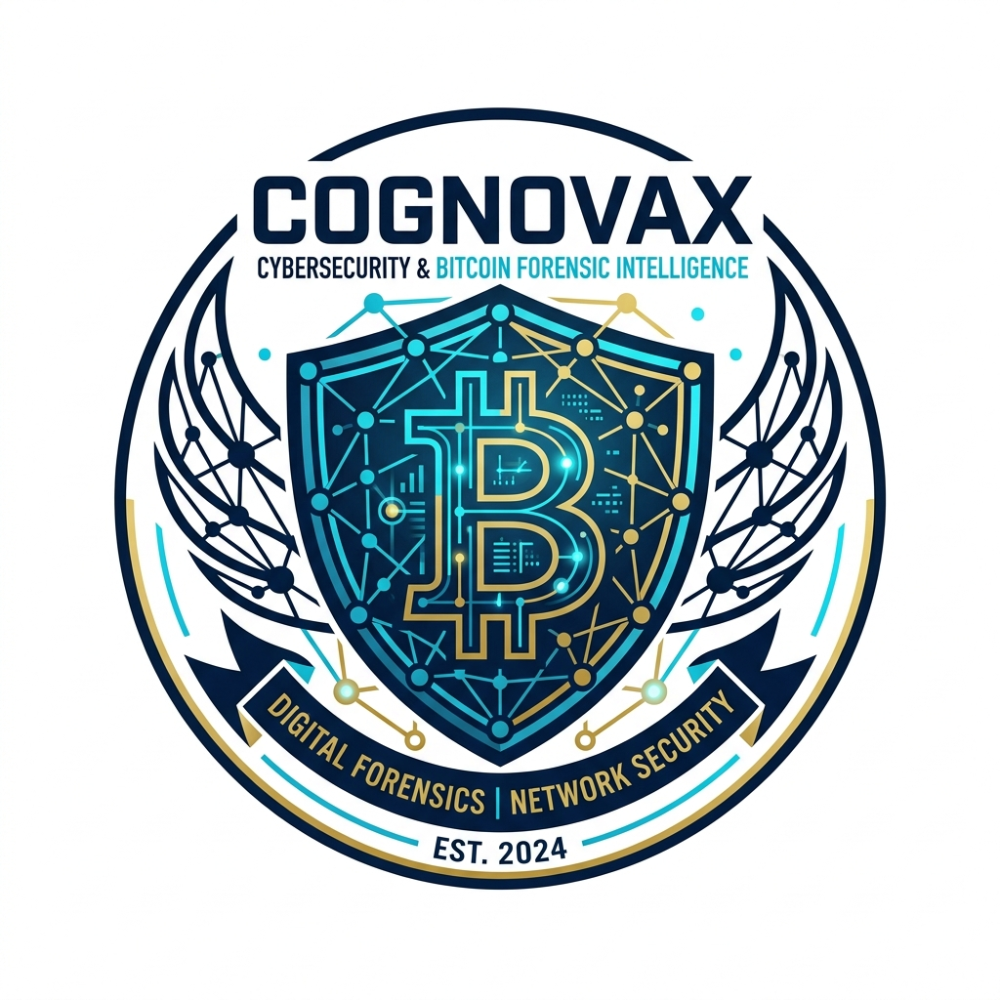 COGNOVAX
CYBERSECURITY & BITCOIN FORENSIC INTELLIGENCE
DIGITAL FORENSICS | NETWORK SECURITY
EST. 2024